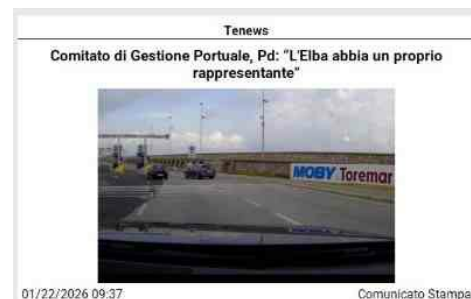 Tenews
Comitato di Gestione Portuale, Pd: “L'Elba abbia un proprio
rappresentante”
MOBY Toremar
01/22/2026 09:37
Comunicato Stampa